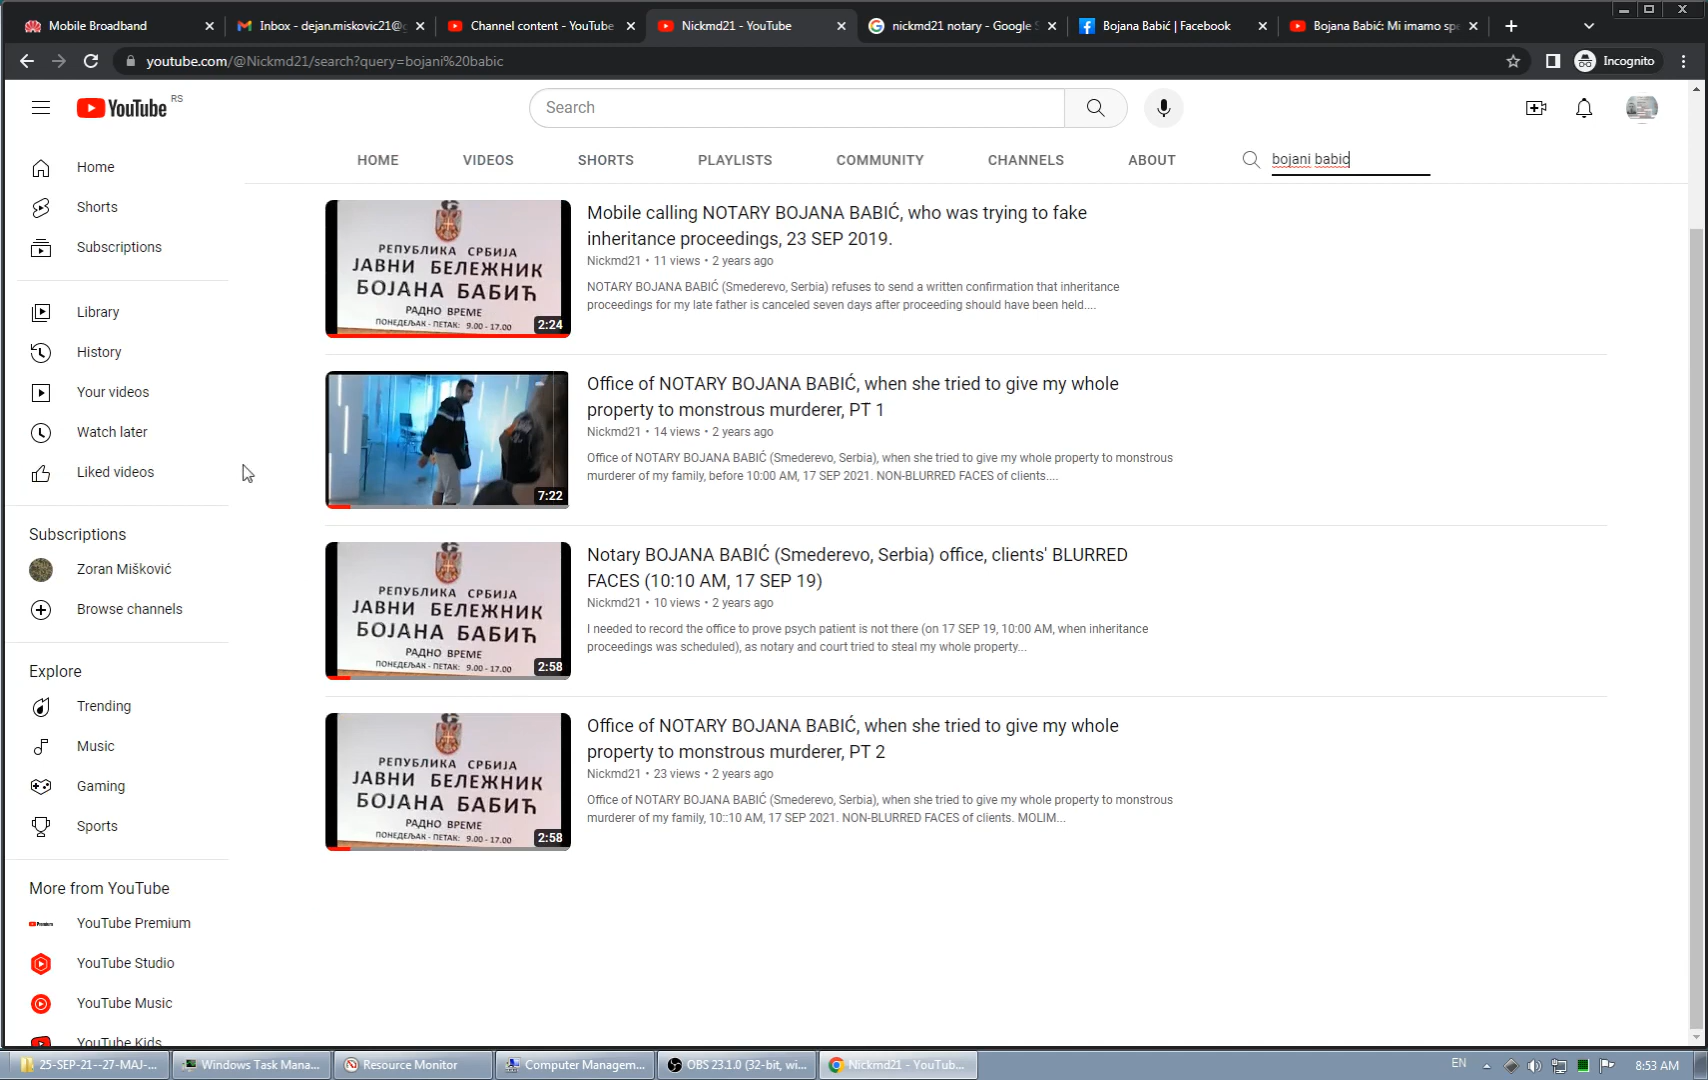 Mobile Broadband
Inbox - dejan.miskovic21@g
Channel content - YouTube
Nickmd21 - YouTube
nickmd21 notary - Google S
Bojana Babić | Facebook
Bojana Babić: Mi imamo spe
youtube.com/@Nickmd21/search?query=bojani%20babic
Incognito
YouTube RS
Search
HOME
VIDEOS
SHORTS
PLAYLISTS
COMMUNITY
CHANNELS
ABOUT
bojani babic
Home
Shorts
Subscriptions
Library
History
Your videos
Watch later
Liked videos
Subscriptions
Zoran Mišković
Browse channels
Explore
Trending
Music
Gaming
Sports
More from YouTube
Premium
YouTube Premium
YouTube Studio
YouTube Music
YouTube Kids
РЕПУБЛИКА СРБИЈА
ЈАВНИ БЕЛЕЖНИК
БОЈАНА БАБИЋ
РАДНО ВРЕМЕ
ПОНЕДЕЉАК - ПЕТАК: 9.00 - 17.00
2:24
Mobile calling NOTARY BOJANA BABIĆ, who was trying to fake
inheritance proceedings, 23 SEP 2019.
Nickmd21 • 11 views • 2 years ago
NOTARY BOJANA BABIĆ (Smederevo, Serbia) refuses to send a written confirmation that inheritance
proceedings for my late father is canceled seven days after proceeding should have been held....
7:22
Office of NOTARY BOJANA BABIĆ, when she tried to give my whole
property to monstrous murderer, PT 1
Nickmd21 • 14 views • 2 years ago
Office of NOTARY BOJANA BABIĆ (Smederevo, Serbia), when she tried to give my whole property to monstrous
murderer of my family, before 10:00 AM, 17 SEP 2021. NON-BLURRED FACES of clients....
РЕПУБЛИКА СРБИЈА
ЈАВНИ БЕЛЕЖНИК
БОЈАНА БАБИЋ
РАДНО ВРЕМЕ
ПОНЕДЕЉАК - ПЕТАК: 9.00 - 17.00
2:58
Notary BOJANA BABIĆ (Smederevo, Serbia) office, clients' BLURRED
FACES (10:10 AM, 17 SEP 19)
Nickmd21 • 10 views • 2 years ago
I needed to record the office to prove psych patient is not there (on 17 SEP 19, 10:00 AM, when inheritance
proceedings was scheduled), as notary and court tried to steal my whole property...
РЕПУБЛИКА СРБИЈА
ЈАВНИ БЕЛЕЖНИК
БОЈАНА БАБИЋ
РАДНО ВРЕМЕ
ПОНЕДЕЉАК - ПЕТАК: 9.00 - 17.00
2:58
Office of NOTARY BOJANA BABIĆ, when she tried to give my whole
property to monstrous murderer, PT 2
Nickmd21 • 23 views • 2 years ago
Office of NOTARY BOJANA BABIĆ (Smederevo, Serbia), when she tried to give my whole property to monstrous
murderer of my family, 10::10 AM, 17 SEP 2021. NON-BLURRED FACES of clients. MOLIM...
25-SEP-21--27-MAJ-...
Windows Task Mana...
Resource Monitor
Computer Managem...
OBS 23.1.0 (32-bit, wi...
Nickmd21 - YouTub...
EN
8:53 AM